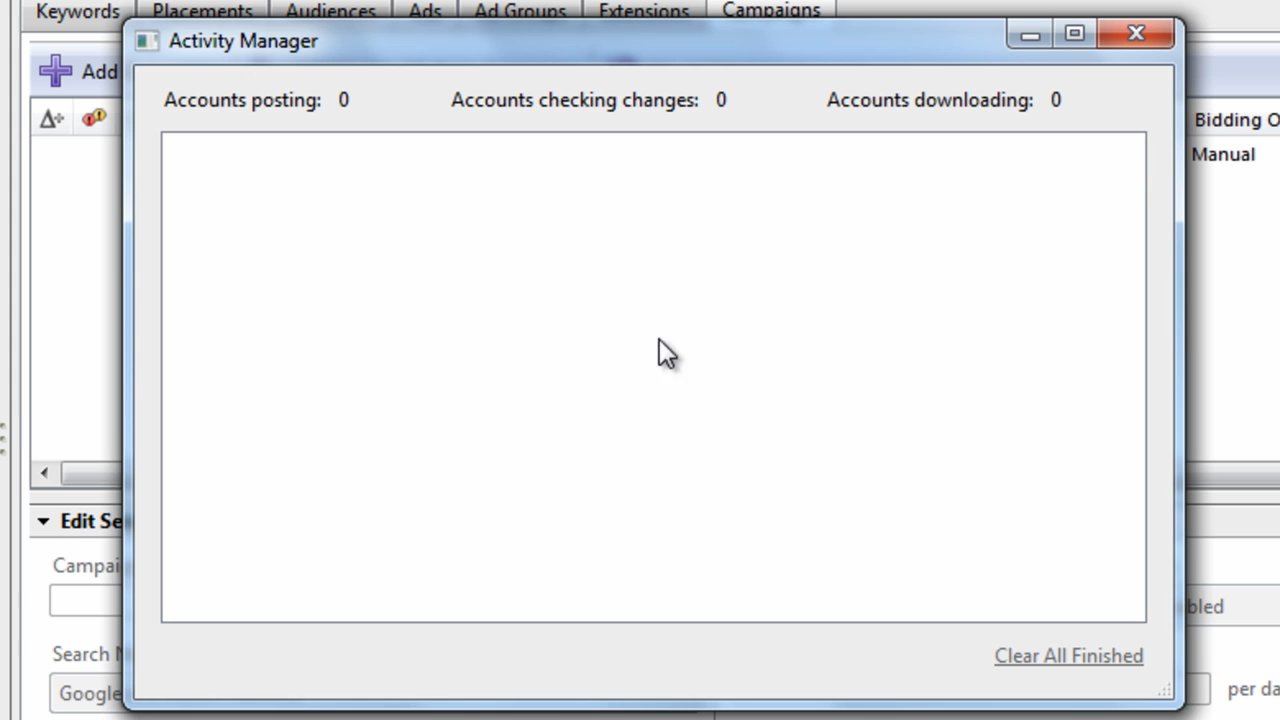 Keywords Placements Audiences Ads Ad Groups Extensions Campaigns
Activity Manager
Add
Accounts posting: 0 Accounts checking changes: 0 Accounts downloading: 0
Bidding O
Manual
Edit Se
Campai
bled
Clear All Finished
Search N
Google
per da